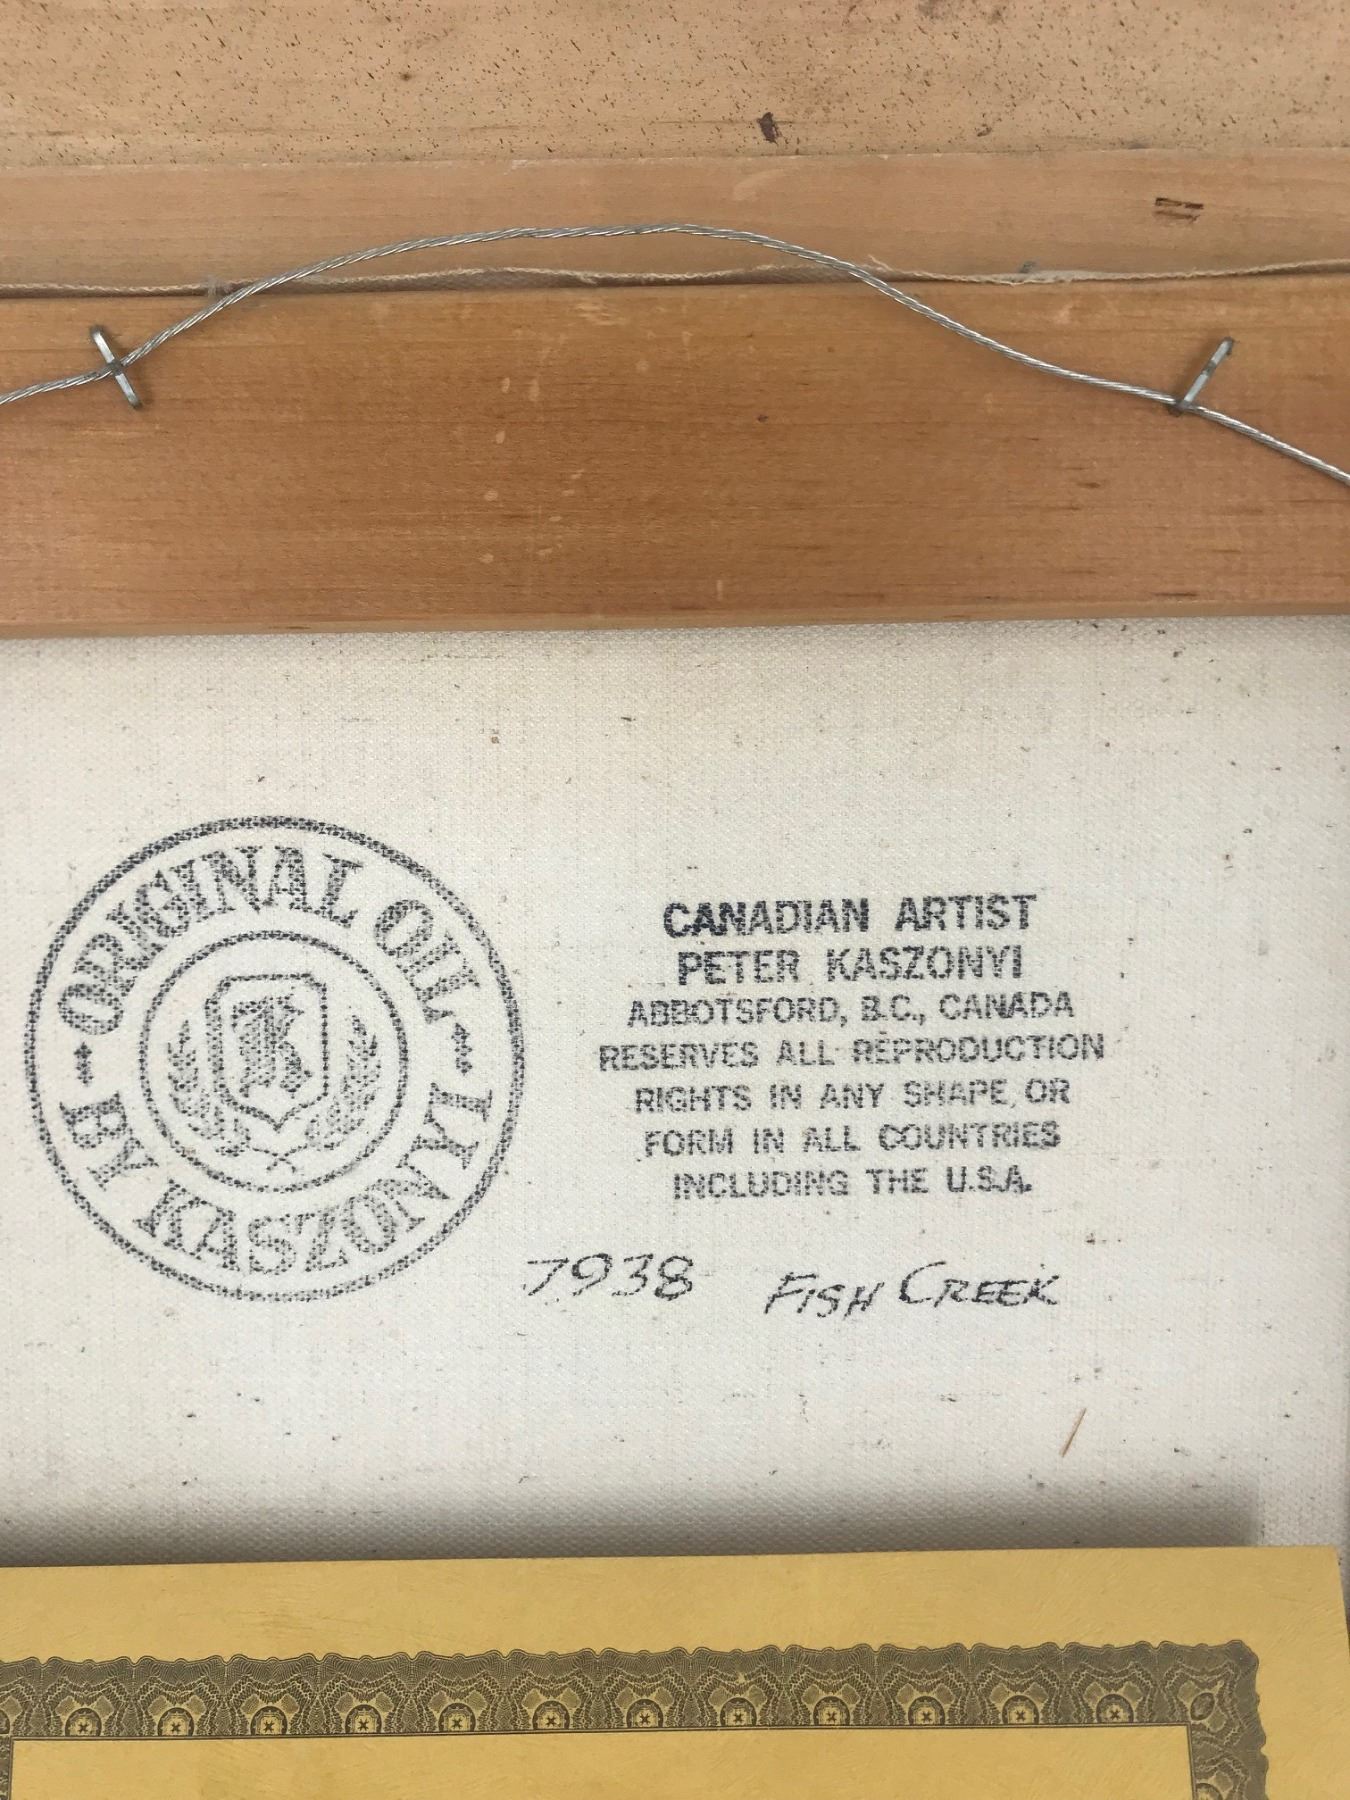 ORIGINAL OIL
K
BY KASZONYI
CANADIAN ARTIST
PETER KASZONYI
ABBOTSFORD, B.C., CANADA
RESERVES ALL REPRODUCTION
RIGHTS IN ANY SHAPE OR
FORM IN ALL COUNTRIES
INCLUDING THE U.S.A.
7938 FISH CREEK